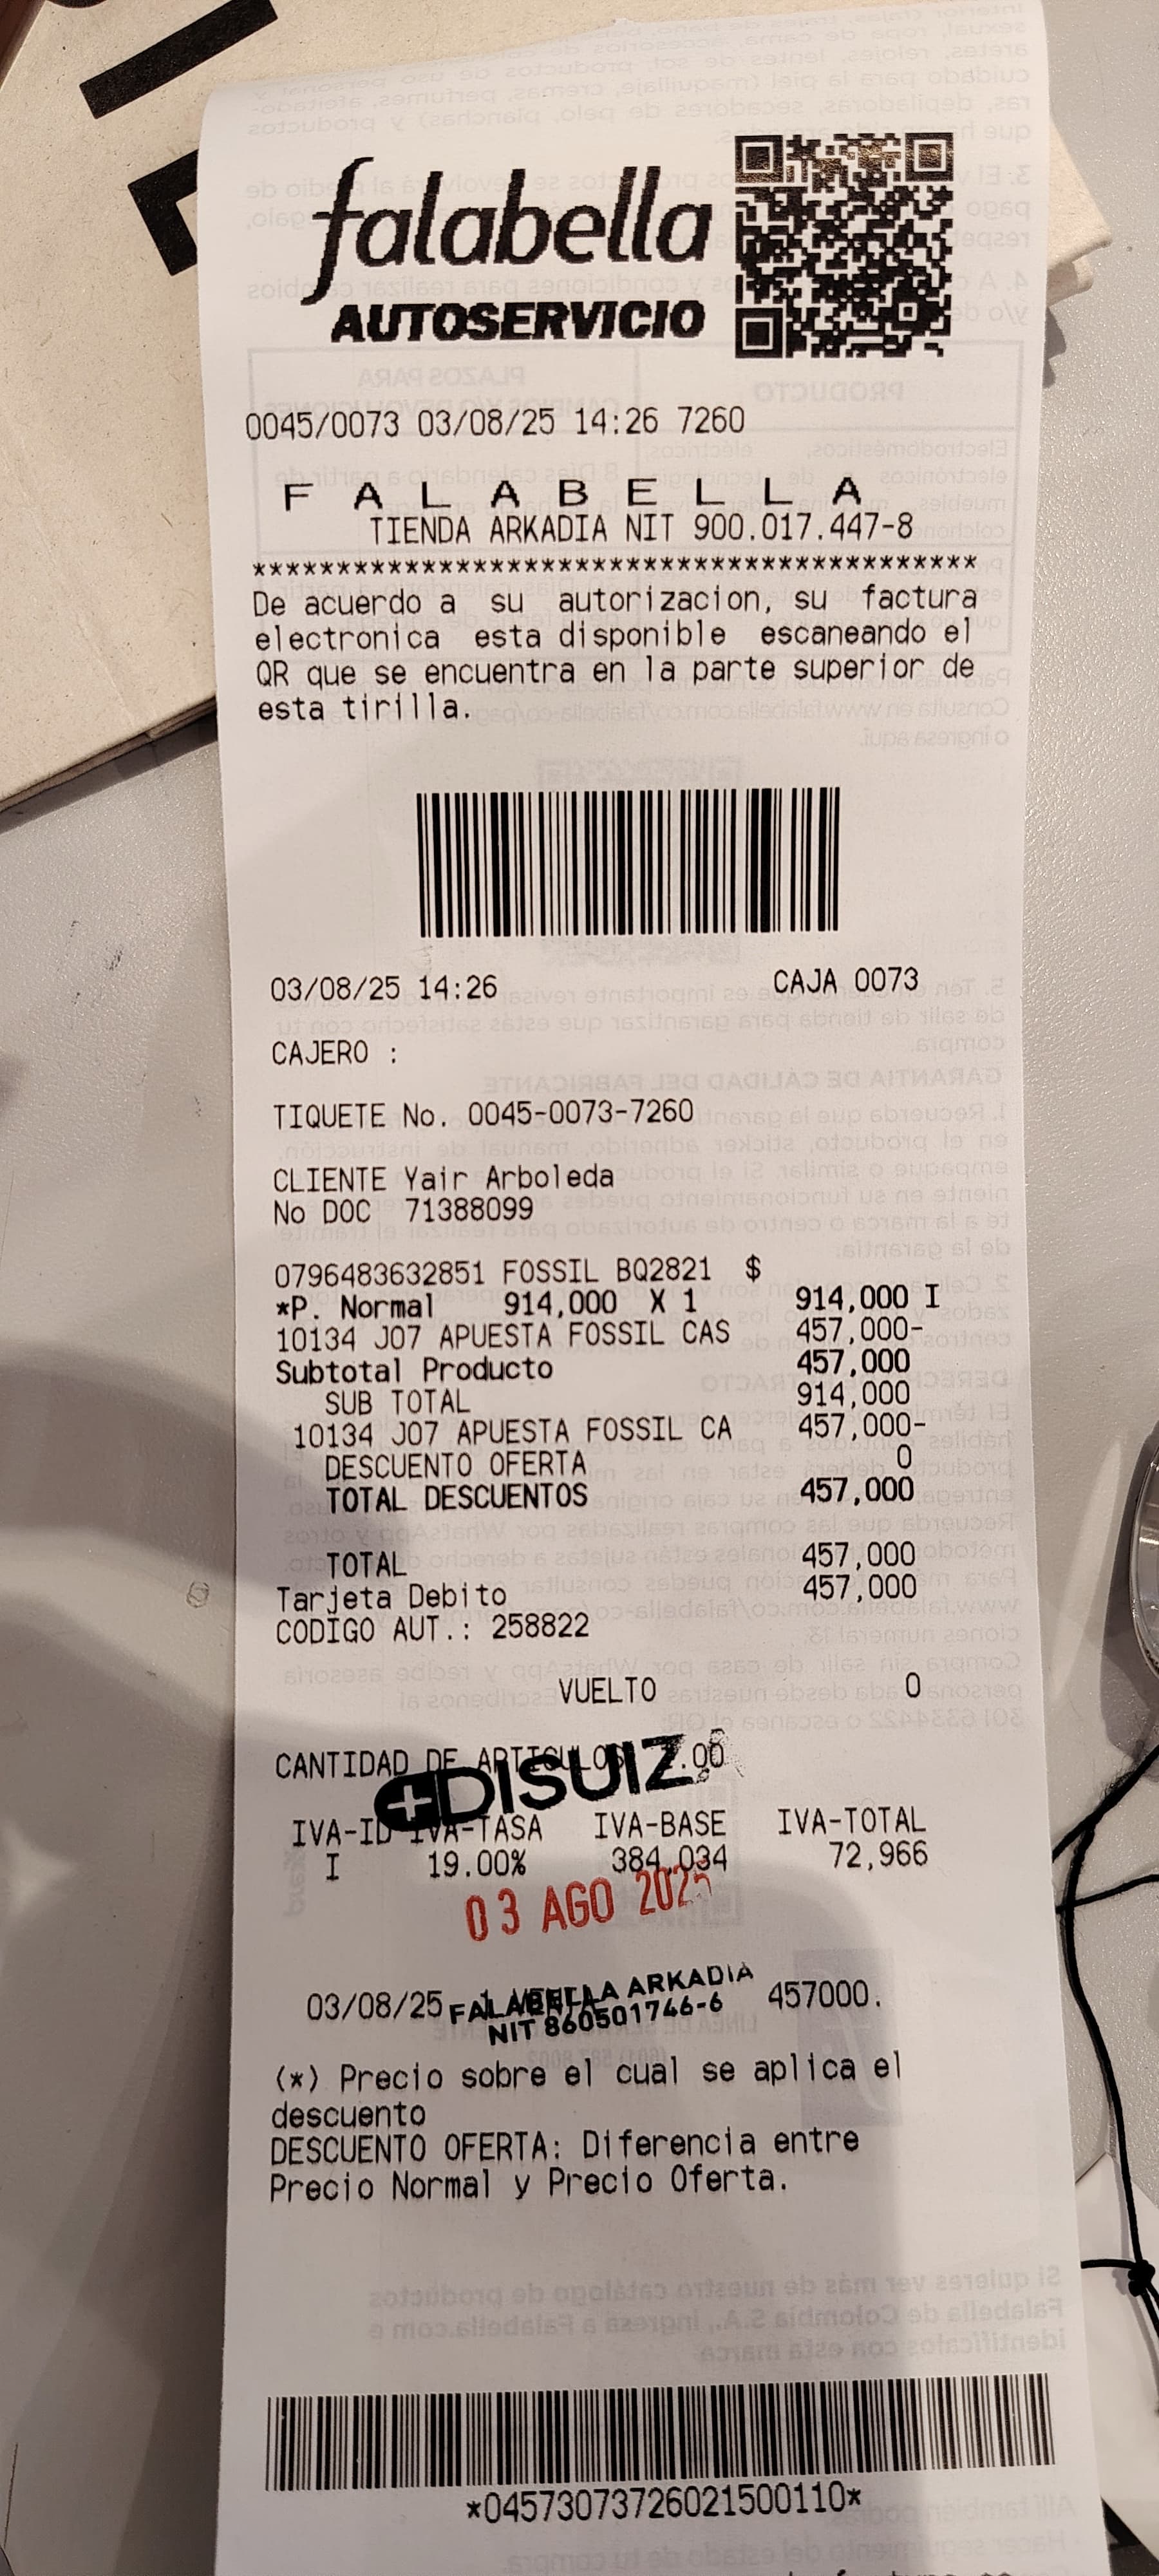 falabella
AUTOSERVICIO
0045/0073 03/08/25 14:26 7260
F A L A B E L L A
TIENDA ARKADIA NIT 900.017.447-8
*******************************************
De acuerdo a su autorizacion, su factura
electronica esta disponible escaneando el
QR que se encuentra en la parte superior de
esta tirilla.
03/08/25 14:26 CAJA 0073
CAJERO :
TIQUETE No. 0045-0073-7260
CLIENTE Yair Arboleda
No DOC 71388099
0796483632851 FOSSIL BQ2821 $
*P. Normal 914,000 X 1 914,000 I
10134 J07 APUESTA FOSSIL CAS 457,000-
Subtotal Producto 457,000
SUB TOTAL 914,000
10134 J07 APUESTA FOSSIL CA 457,000-
DESCUENTO OFERTA 0
TOTAL DESCUENTOS 457,000
TOTAL 457,000
Tarjeta Debito 457,000
CODIGO AUT.: 258822
VUELTO 0
CANTIDAD DE ARTICULOS .00
DISUIZ
IVA-ID IVA-TASA IVA-BASE IVA-TOTAL
I 19.00% 384,034 72,966
03 AGO 2025
03/08/25 457000.
FALABELLA ARKADIA
NIT 860501746-6
(*) Precio sobre el cual se aplica el
descuento
DESCUENTO OFERTA: Diferencia entre
Precio Normal y Precio Oferta.
*04573073726021500110*